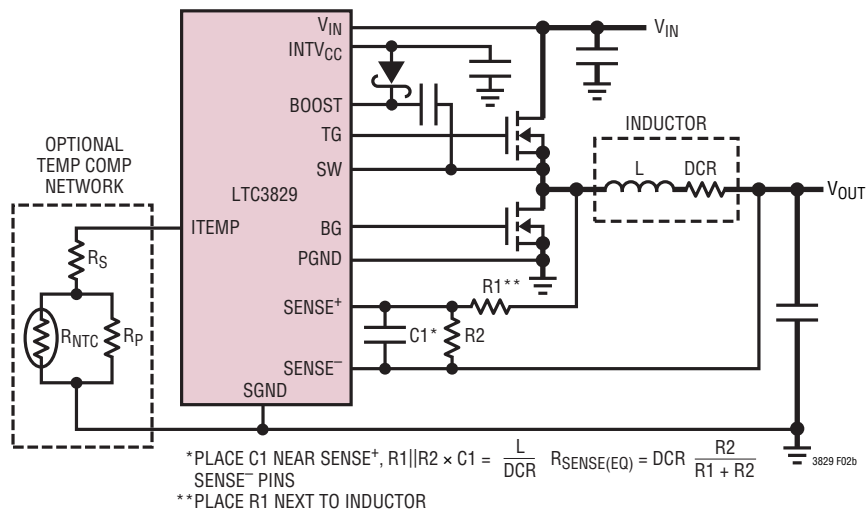 V_IN
INTV_CC
BOOST
TG
SW
LTC3829
ITEMP
BG
PGND
SENSE⁺
SENSE⁻
SGND
V_IN
INDUCTOR
L
DCR
V_OUT
OPTIONAL
TEMP COMP
NETWORK
R_S
R_NTC
R_P
R1**
C1*
R2
*PLACE C1 NEAR SENSE⁺, R1||R2 × C1 = L/DCR R_SENSE(EQ) = DCR R2/(R1 + R2)
SENSE⁻ PINS
**PLACE R1 NEXT TO INDUCTOR
3829 F02b